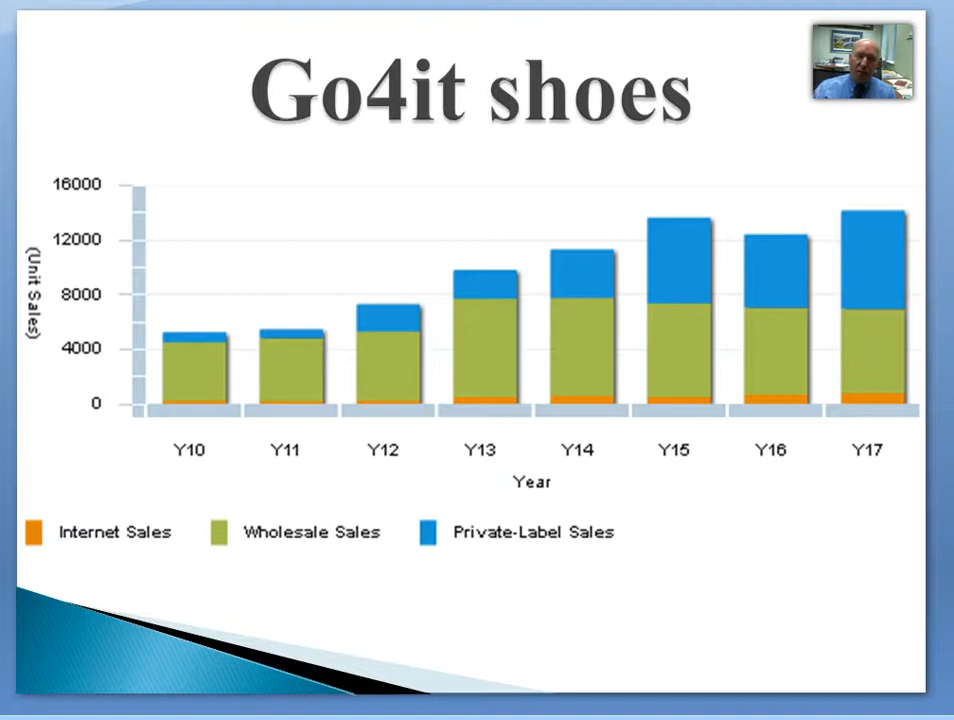 Go4it shoes
16000
12000
8000
4000
0
(Unit Sales)
Y10 Y11 Y12 Y13 Y14 Y15 Y16 Y17
Year
Internet Sales Wholesale Sales Private-Label Sales